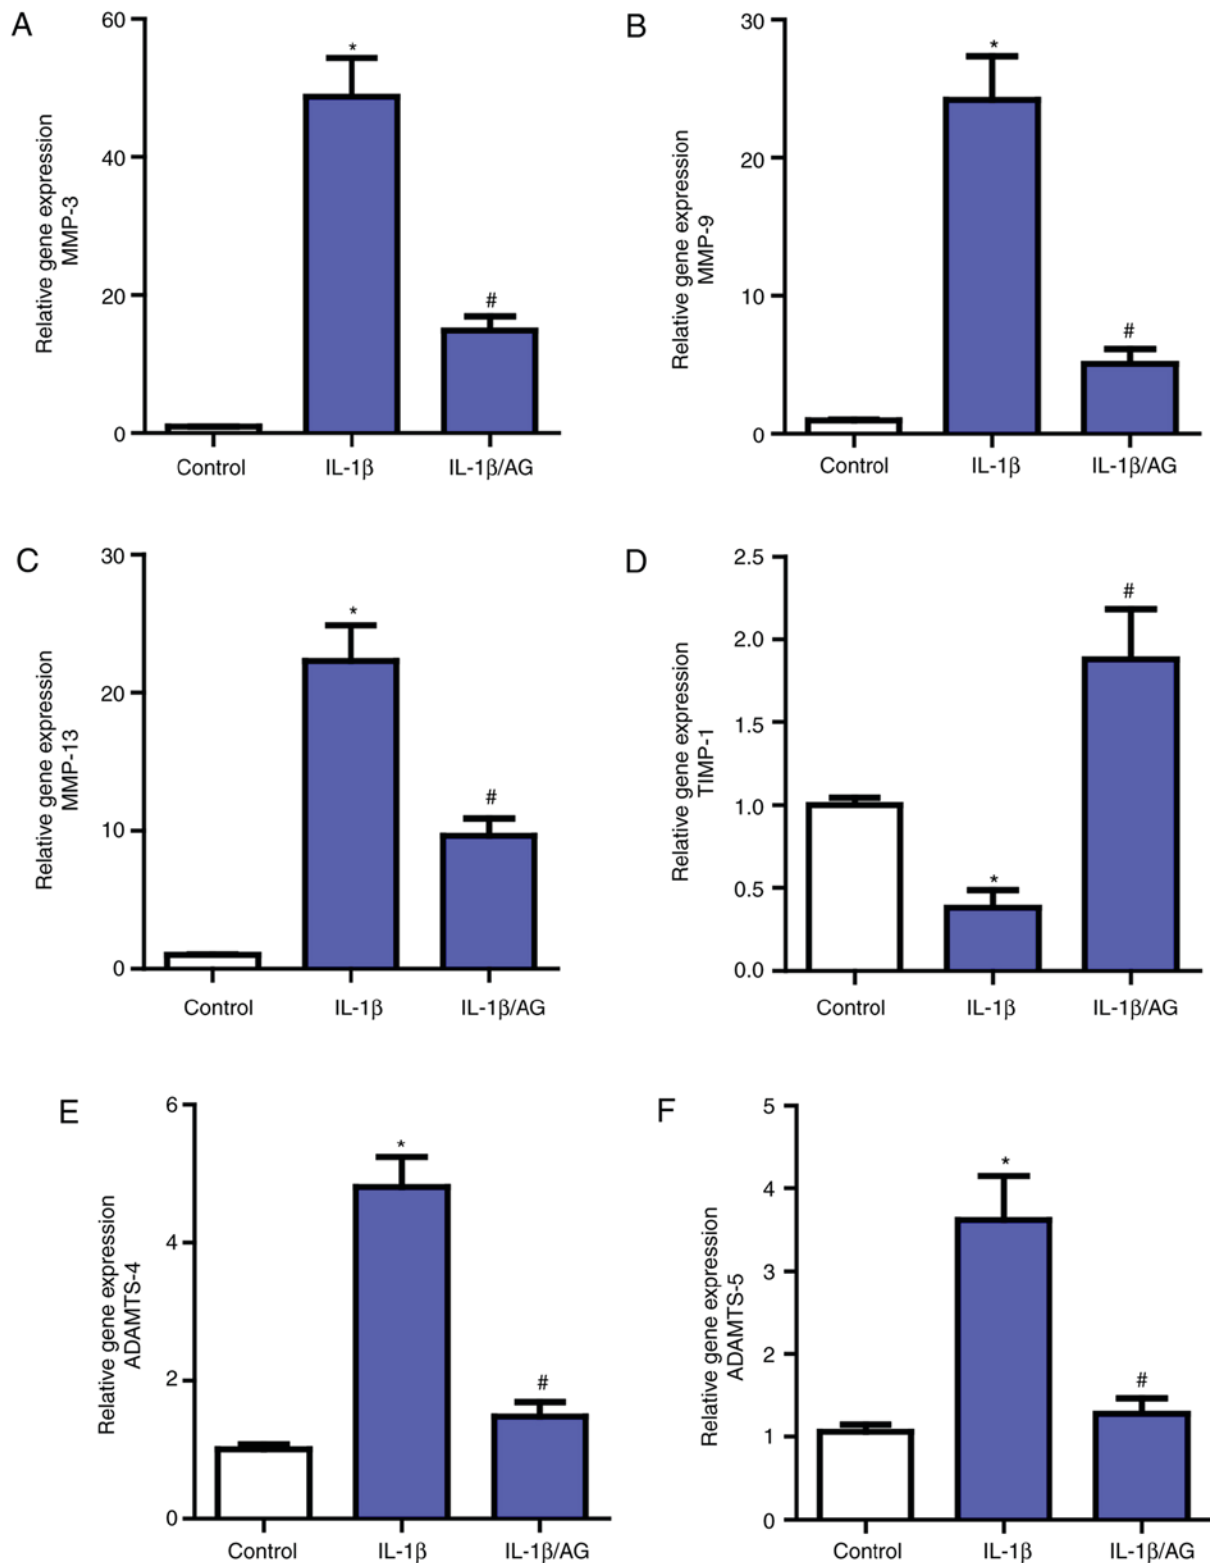 A
Relative gene expression
MMP-3
60
40
20
0
*
#
Control
IL-1β
IL-1β/AG
B
Relative gene expression
MMP-9
30
20
10
0
*
#
Control
IL-1β
IL-1β/AG
C
Relative gene expression
MMP-13
30
20
10
0
*
#
Control
IL-1β
IL-1β/AG
D
Relative gene expression
TIMP-1
2.5
2.0
1.5
1.0
0.5
0.0
*
#
Control
IL-1β
IL-1β/AG
E
Relative gene expression
ADAMTS-4
6
4
2
0
*
#
Control
IL-1β
IL-1β/AG
F
Relative gene expression
ADAMTS-5
5
4
3
2
1
0
*
#
Control
IL-1β
IL-1β/AG